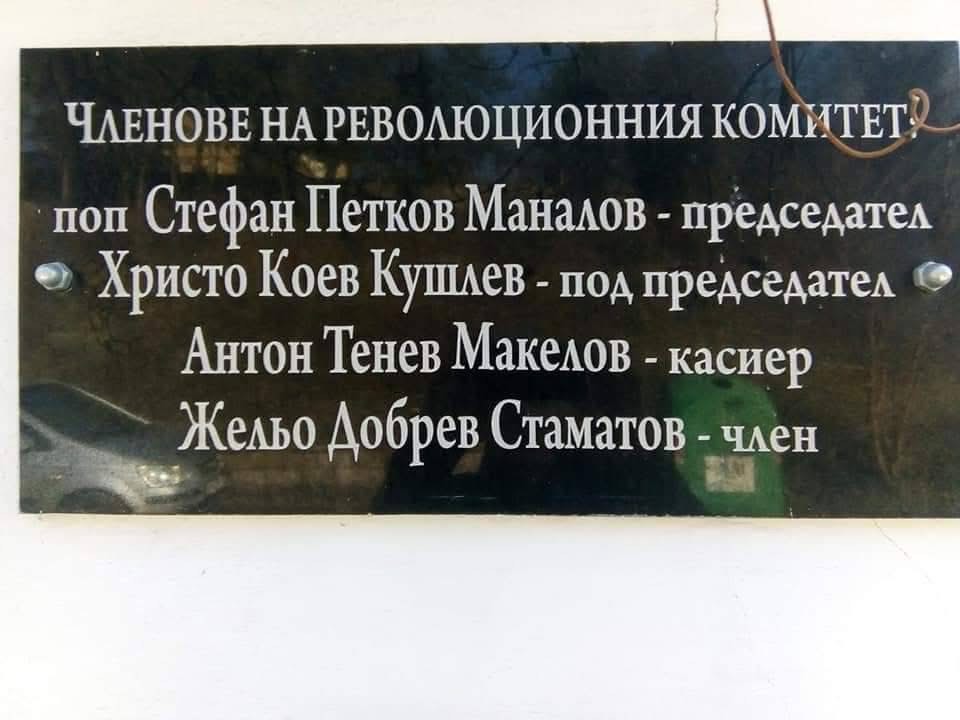 Членове на революционния комитет:
поп Стефан Петков Маналов - председател
Христо Коев Кушлев - под председател
Антон Тенев Макелов - касиер
Жельо Добрев Стаматов - член